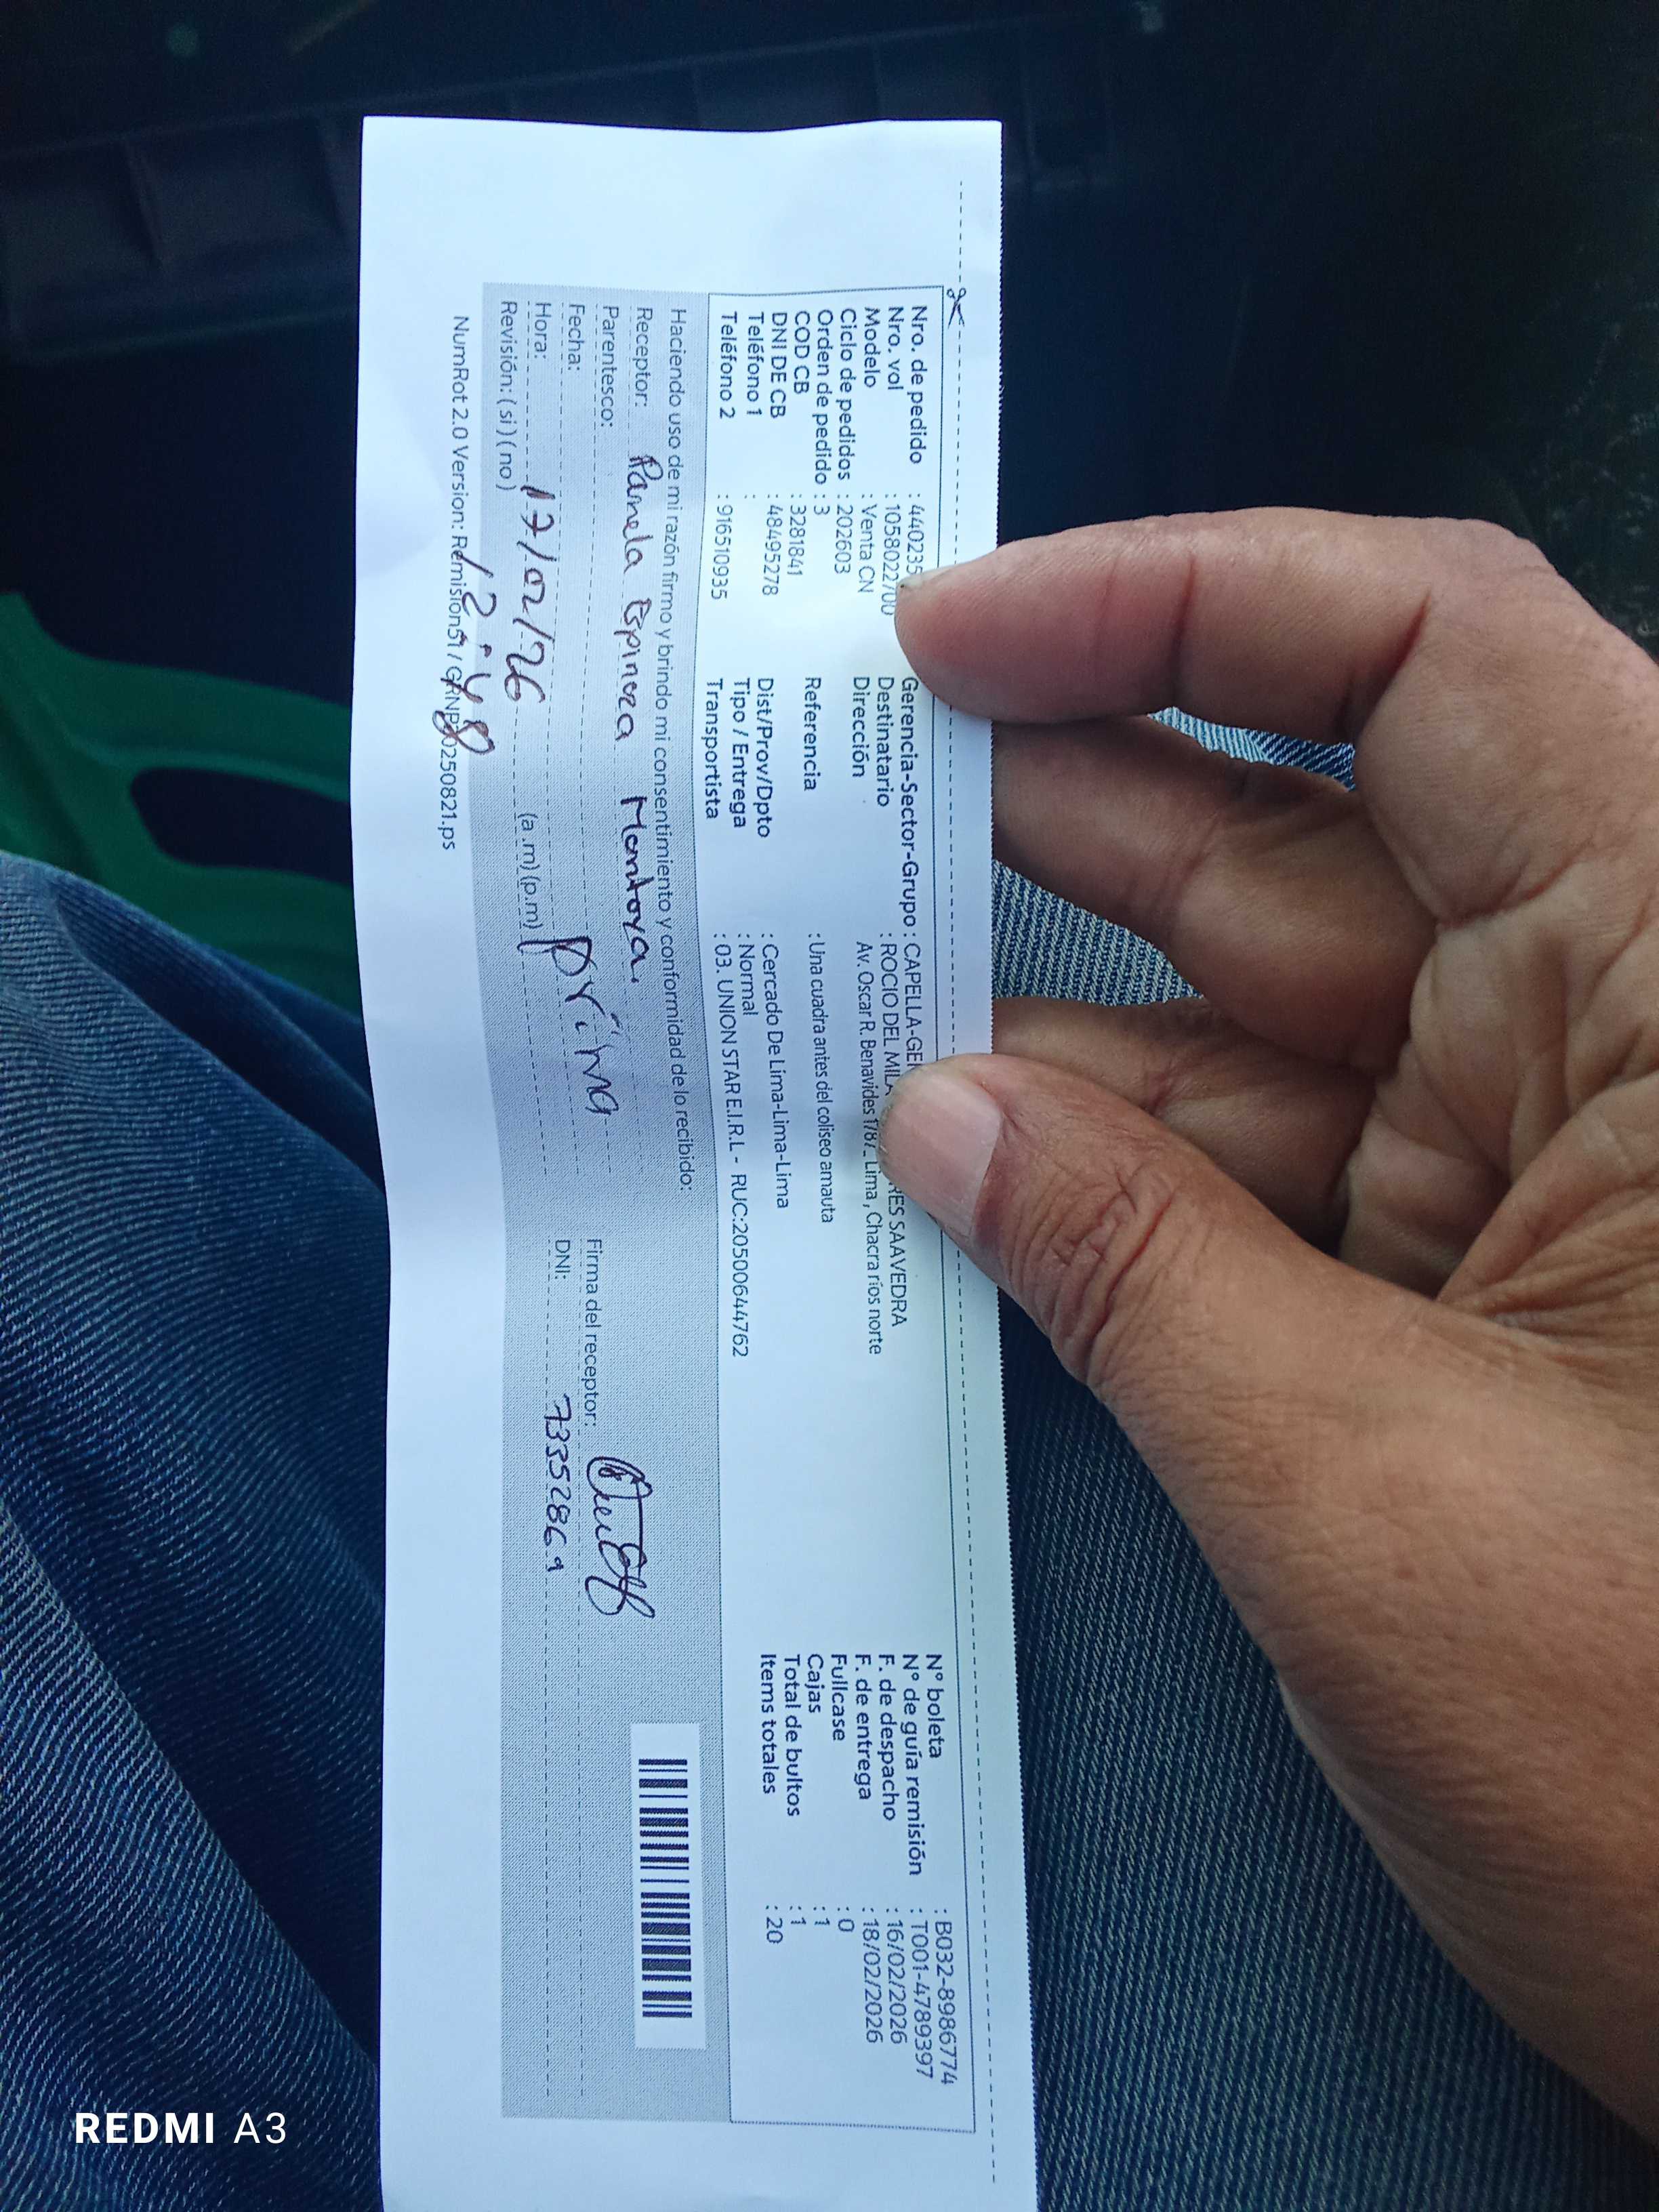 Nro. de pedido : 440235
Nro. vol : 1058022700
Modelo : Venta CN
Ciclo de pedidos : 202603
Orden de pedido : 3
COD CB : 3281841
DNI DE CB : 48495278
Teléfono 1 :
Teléfono 2 : 916510935
Gerencia-Sector-Grupo : CAPELLA-GE
Destinatario : ROCIO DEL SAAVEDRA
Dirección Av. Oscar R. Benavides Lima , Chacra ríos norte
Referencia : Una cuadra antes del coliseo amauta
Dist/Prov/Dpto : Cercado De Lima-Lima-Lima
Tipo / Entrega : Normal
Transportista : 03. UNION STAR E.I.R.L - RUC:20500644762
N° boleta : B032-8986774
N° de guía remisión : T001-4789397
F. de despacho : 16/02/2026
F. de entrega : 18/02/2026
Fullcase : 0
Cajas : 1
Total de bultos : 1
Items totales : 20
Haciendo uso de mi razón firmo y brindo mi consentimiento y conformidad de lo recibido:
Receptor: Pamela Espinoza Montoya.
Parentesco: Prima
Fecha: 17/02/26
Hora: 12:48 (a .m) (p.m)
Revisión: ( si ) ( no )
Firma del receptor:
DNI: 73352869
NumRot 2.0 Version: Remision51 / GRNP20250821.ps
REDMI A3